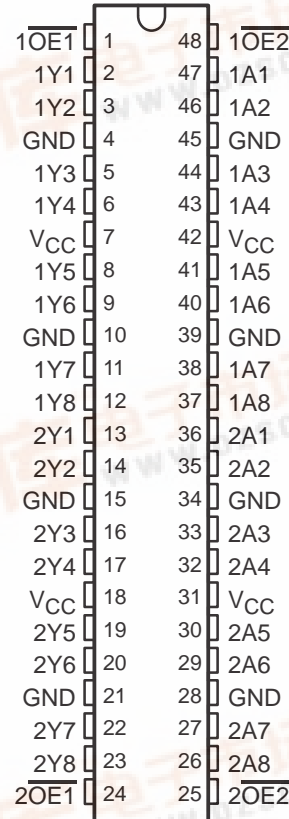 1OE1 1 48 1OE2
1Y1 2 47 1A1
1Y2 3 46 1A2
GND 4 45 GND
1Y3 5 44 1A3
1Y4 6 43 1A4
VCC 7 42 VCC
1Y5 8 41 1A5
1Y6 9 40 1A6
GND 10 39 GND
1Y7 11 38 1A7
1Y8 12 37 1A8
2Y1 13 36 2A1
2Y2 14 35 2A2
GND 15 34 GND
2Y3 16 33 2A3
2Y4 17 32 2A4
VCC 18 31 VCC
2Y5 19 30 2A5
2Y6 20 29 2A6
GND 21 28 GND
2Y7 22 27 2A7
2Y8 23 26 2A8
2OE1 24 25 2OE2